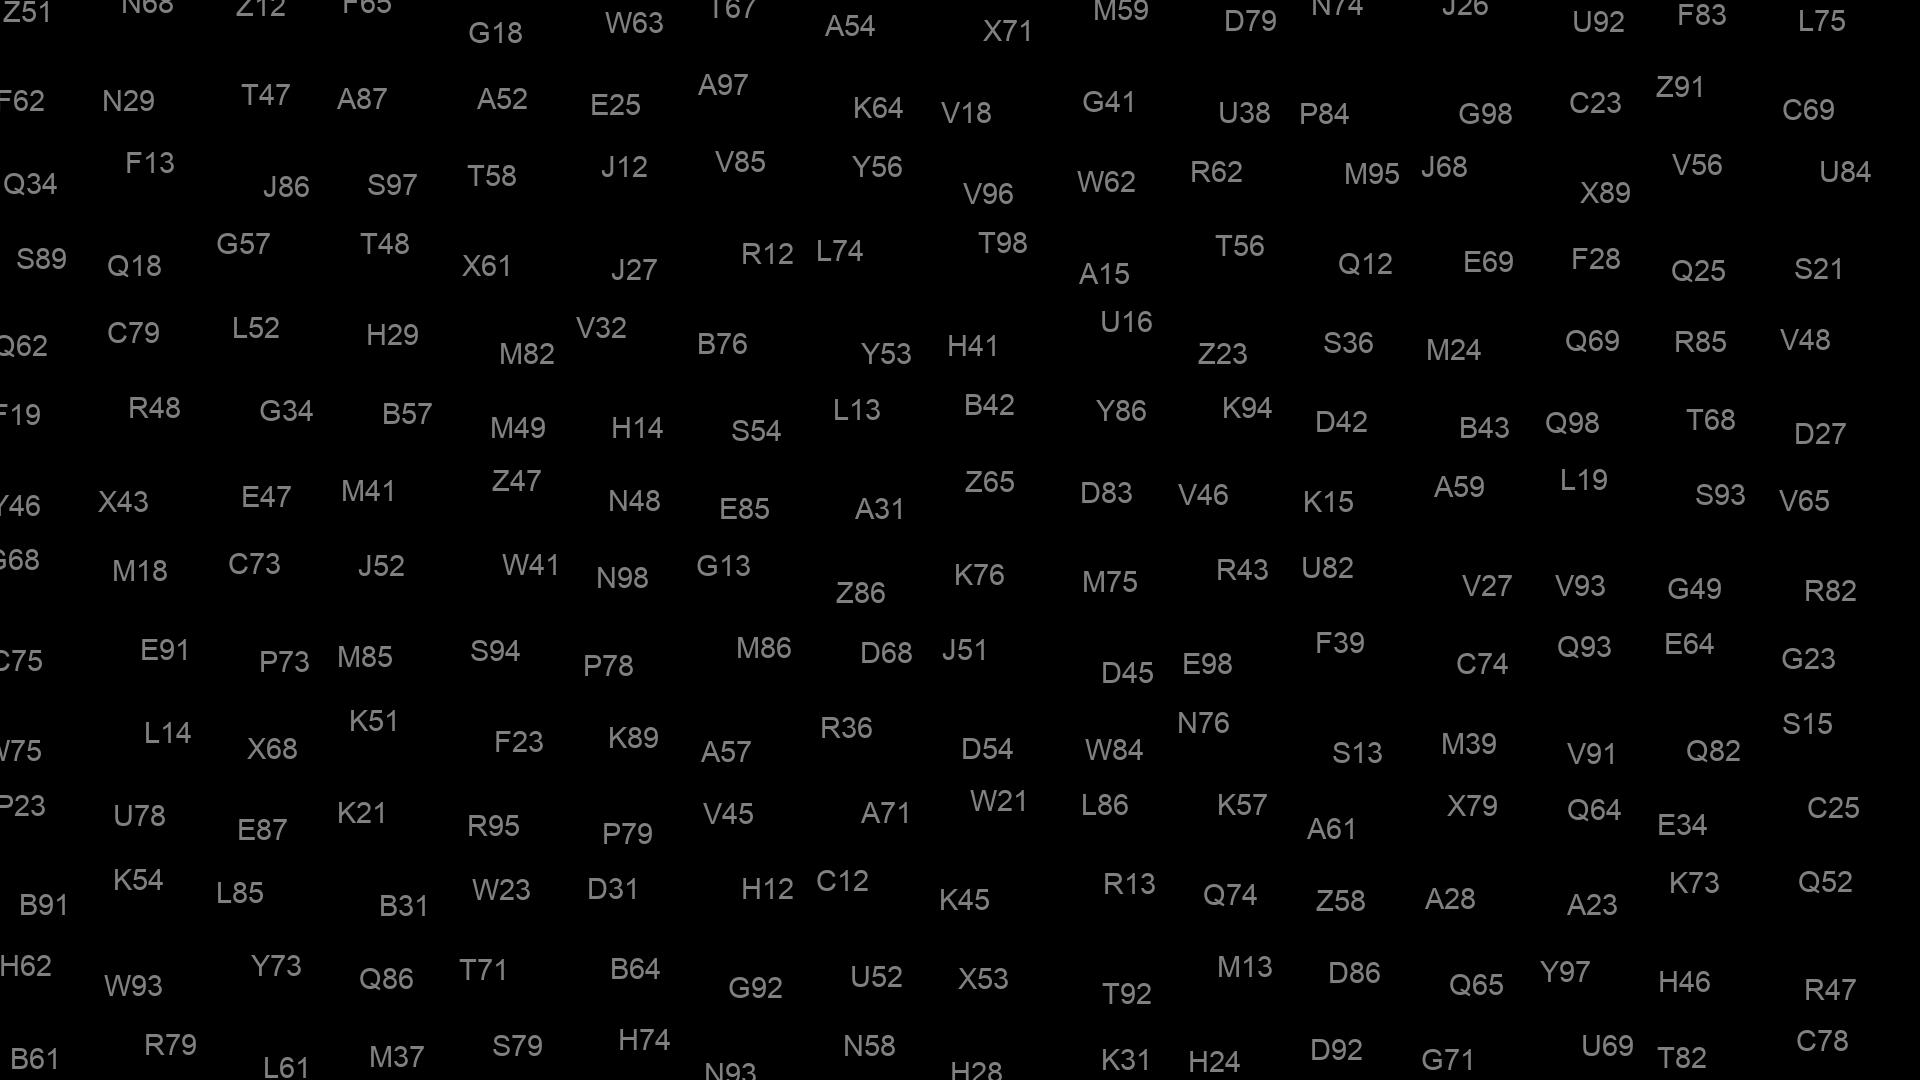 Z51 N68 Z12 F65 G18 W63 T67 A54 X71 M59 D79 N74 J26 U92 F83 L75
F62 N29 T47 A87 A52 E25 A97 K64 V18 G41 U38 P84 G98 C23 Z91 C69
Q34 F13 J86 S97 T58 J12 V85 Y56 V96 W62 R62 M95 J68 X89 V56 U84
S89 Q18 G57 T48 X61 J27 R12 L74 T98 A15 T56 Q12 E69 F28 Q25 S21
Q62 C79 L52 H29 M82 V32 B76 Y53 H41 U16 Z23 S36 M24 Q69 R85 V48
F19 R48 G34 B57 M49 H14 S54 L13 B42 Y86 K94 D42 B43 Q98 T68 D27
Y46 X43 E47 M41 Z47 N48 E85 A31 Z65 D83 V46 K15 A59 L19 S93 V65
G68 M18 C73 J52 W41 N98 G13 Z86 K76 M75 R43 U82 V27 V93 G49 R82
C75 E91 P73 M85 S94 P78 M86 D68 J51 D45 E98 F39 C74 Q93 E64 G23
W75 L14 X68 K51 F23 K89 A57 R36 D54 W84 N76 S13 M39 V91 Q82 S15
P23 U78 E87 K21 R95 P79 V45 A71 W21 L86 K57 A61 X79 Q64 E34 C25
B91 K54 L85 B31 W23 D31 H12 C12 K45 R13 Q74 Z58 A28 A23 K73 Q52
H62 W93 Y73 Q86 T71 B64 G92 U52 X53 T92 M13 D86 Q65 Y97 H46 R47
B61 R79 L61 M37 S79 H74 N93 N58 H28 K31 H24 D92 G71 U69 T82 C78